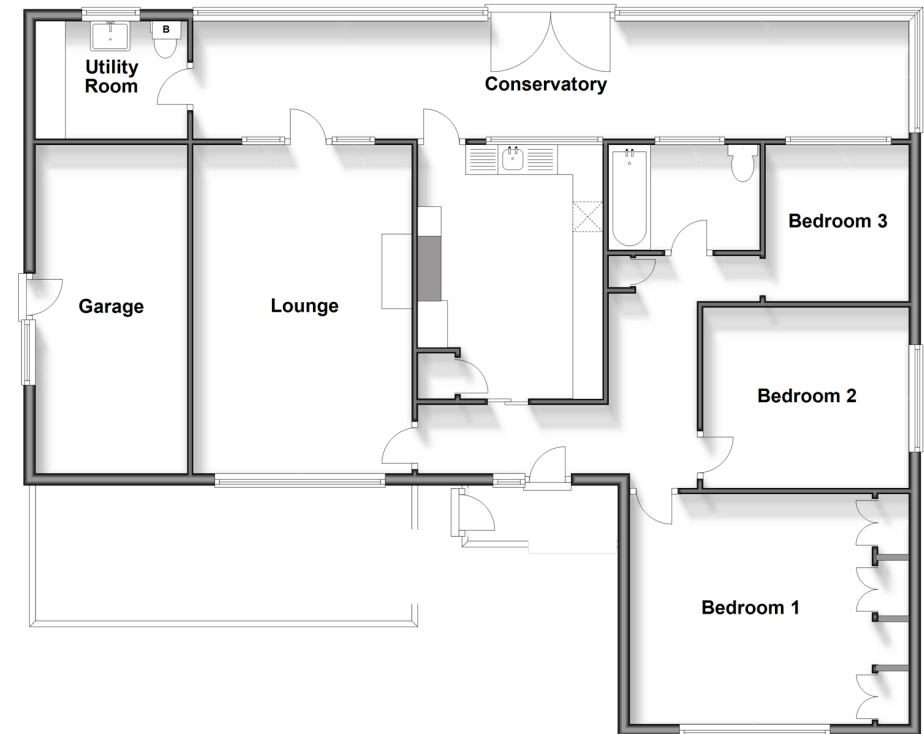 B
Utility
Room
Conservatory
Bedroom 3
Garage
Lounge
Bedroom 2
Bedroom 1